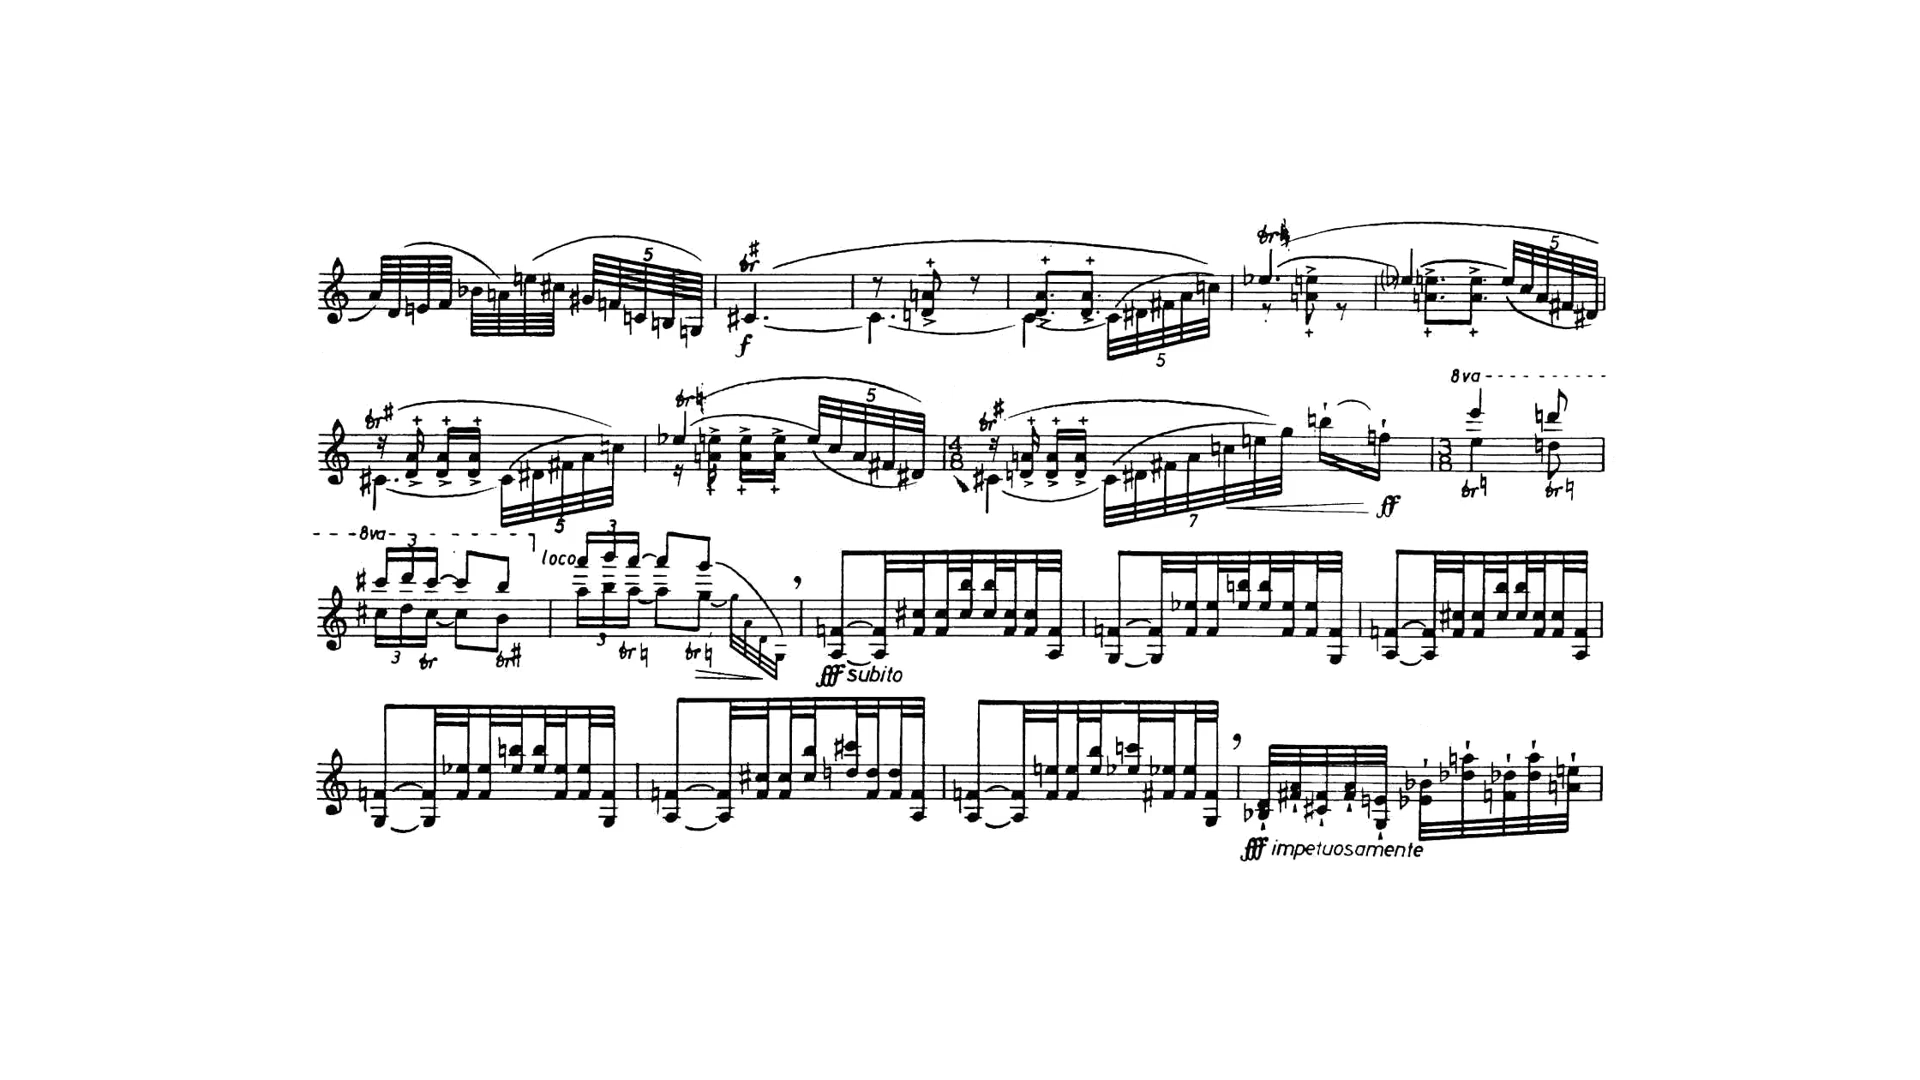 5
tr
f
5
tr
5
8va
tr 5
tr
5
tr
7
4 8
ff
3 8
tr tr
8va 3
loco 3
3 tr tr
3 tr tr
fff subito
fff impetuosamente